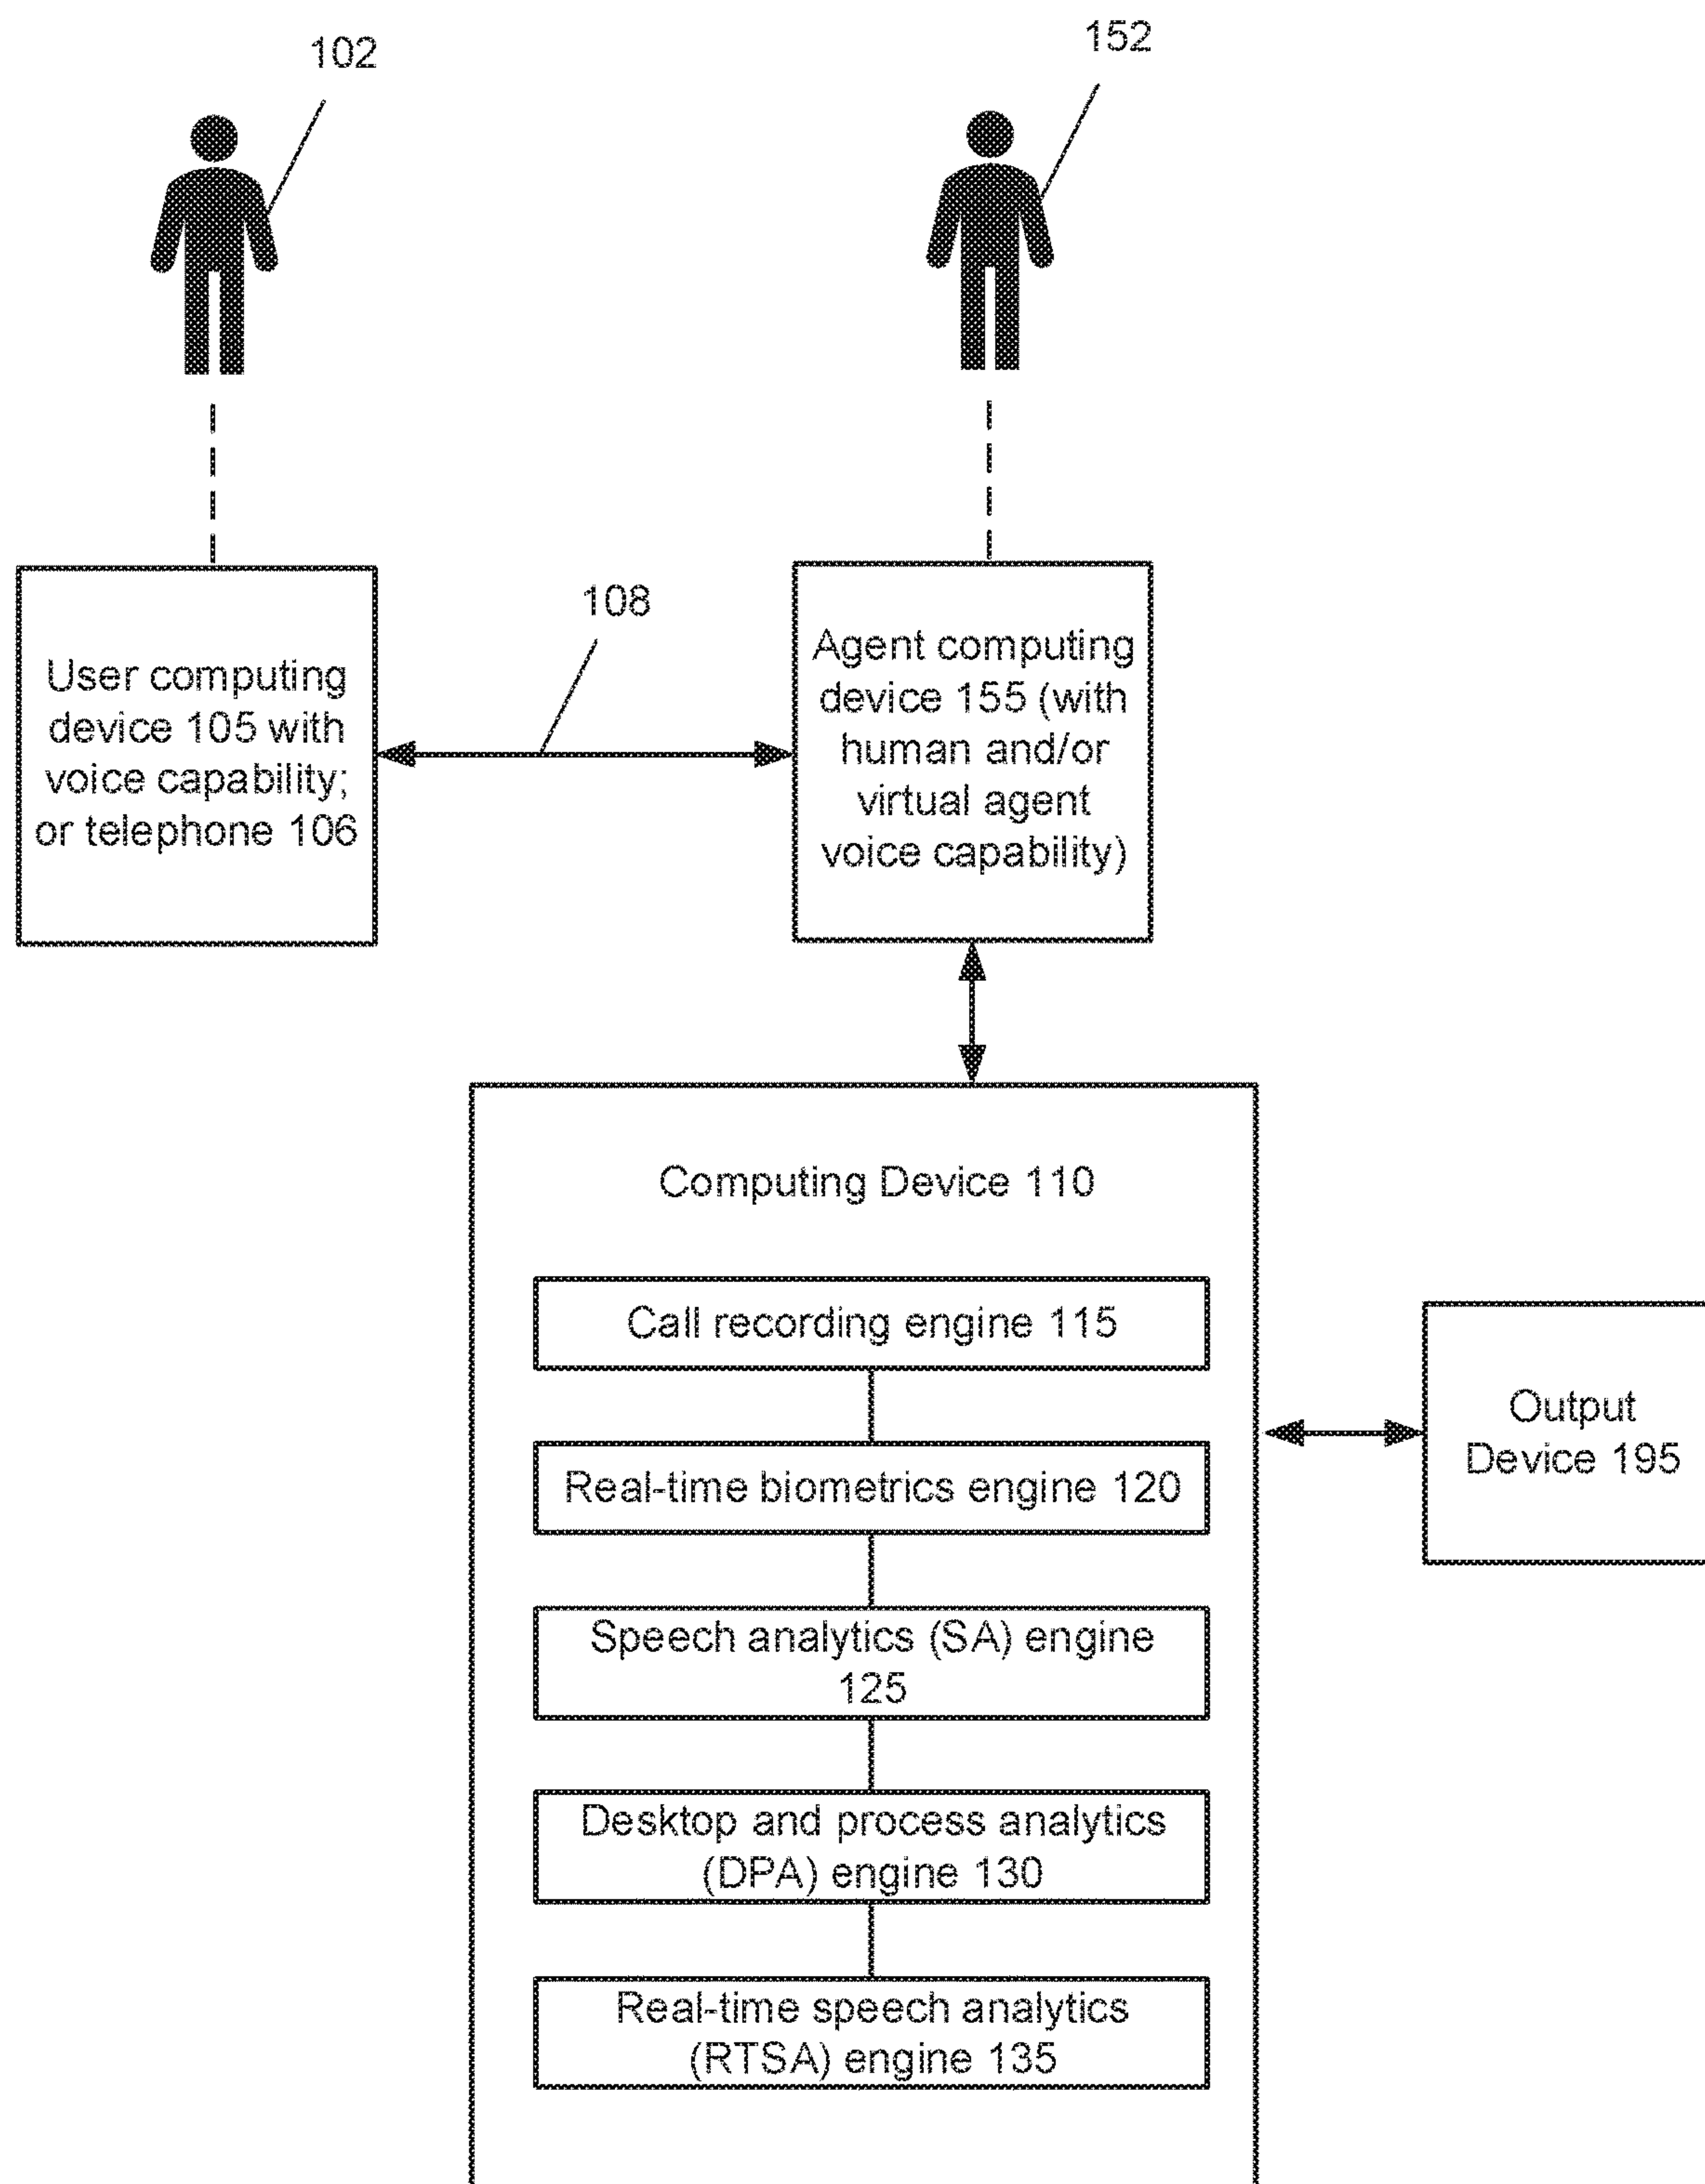 102
152
108
User computing
device 105 with
voice capability;
or telephone 106
Agent computing
device 155 (with
human and/or
virtual agent
voice capability)
Computing Device 110
Call recording engine 115
Real-time biometrics engine 120
Speech analytics (SA) engine
125
Desktop and process analytics
(DPA) engine 130
Real-time speech analytics
(RTSA) engine 135
Output
Device 195